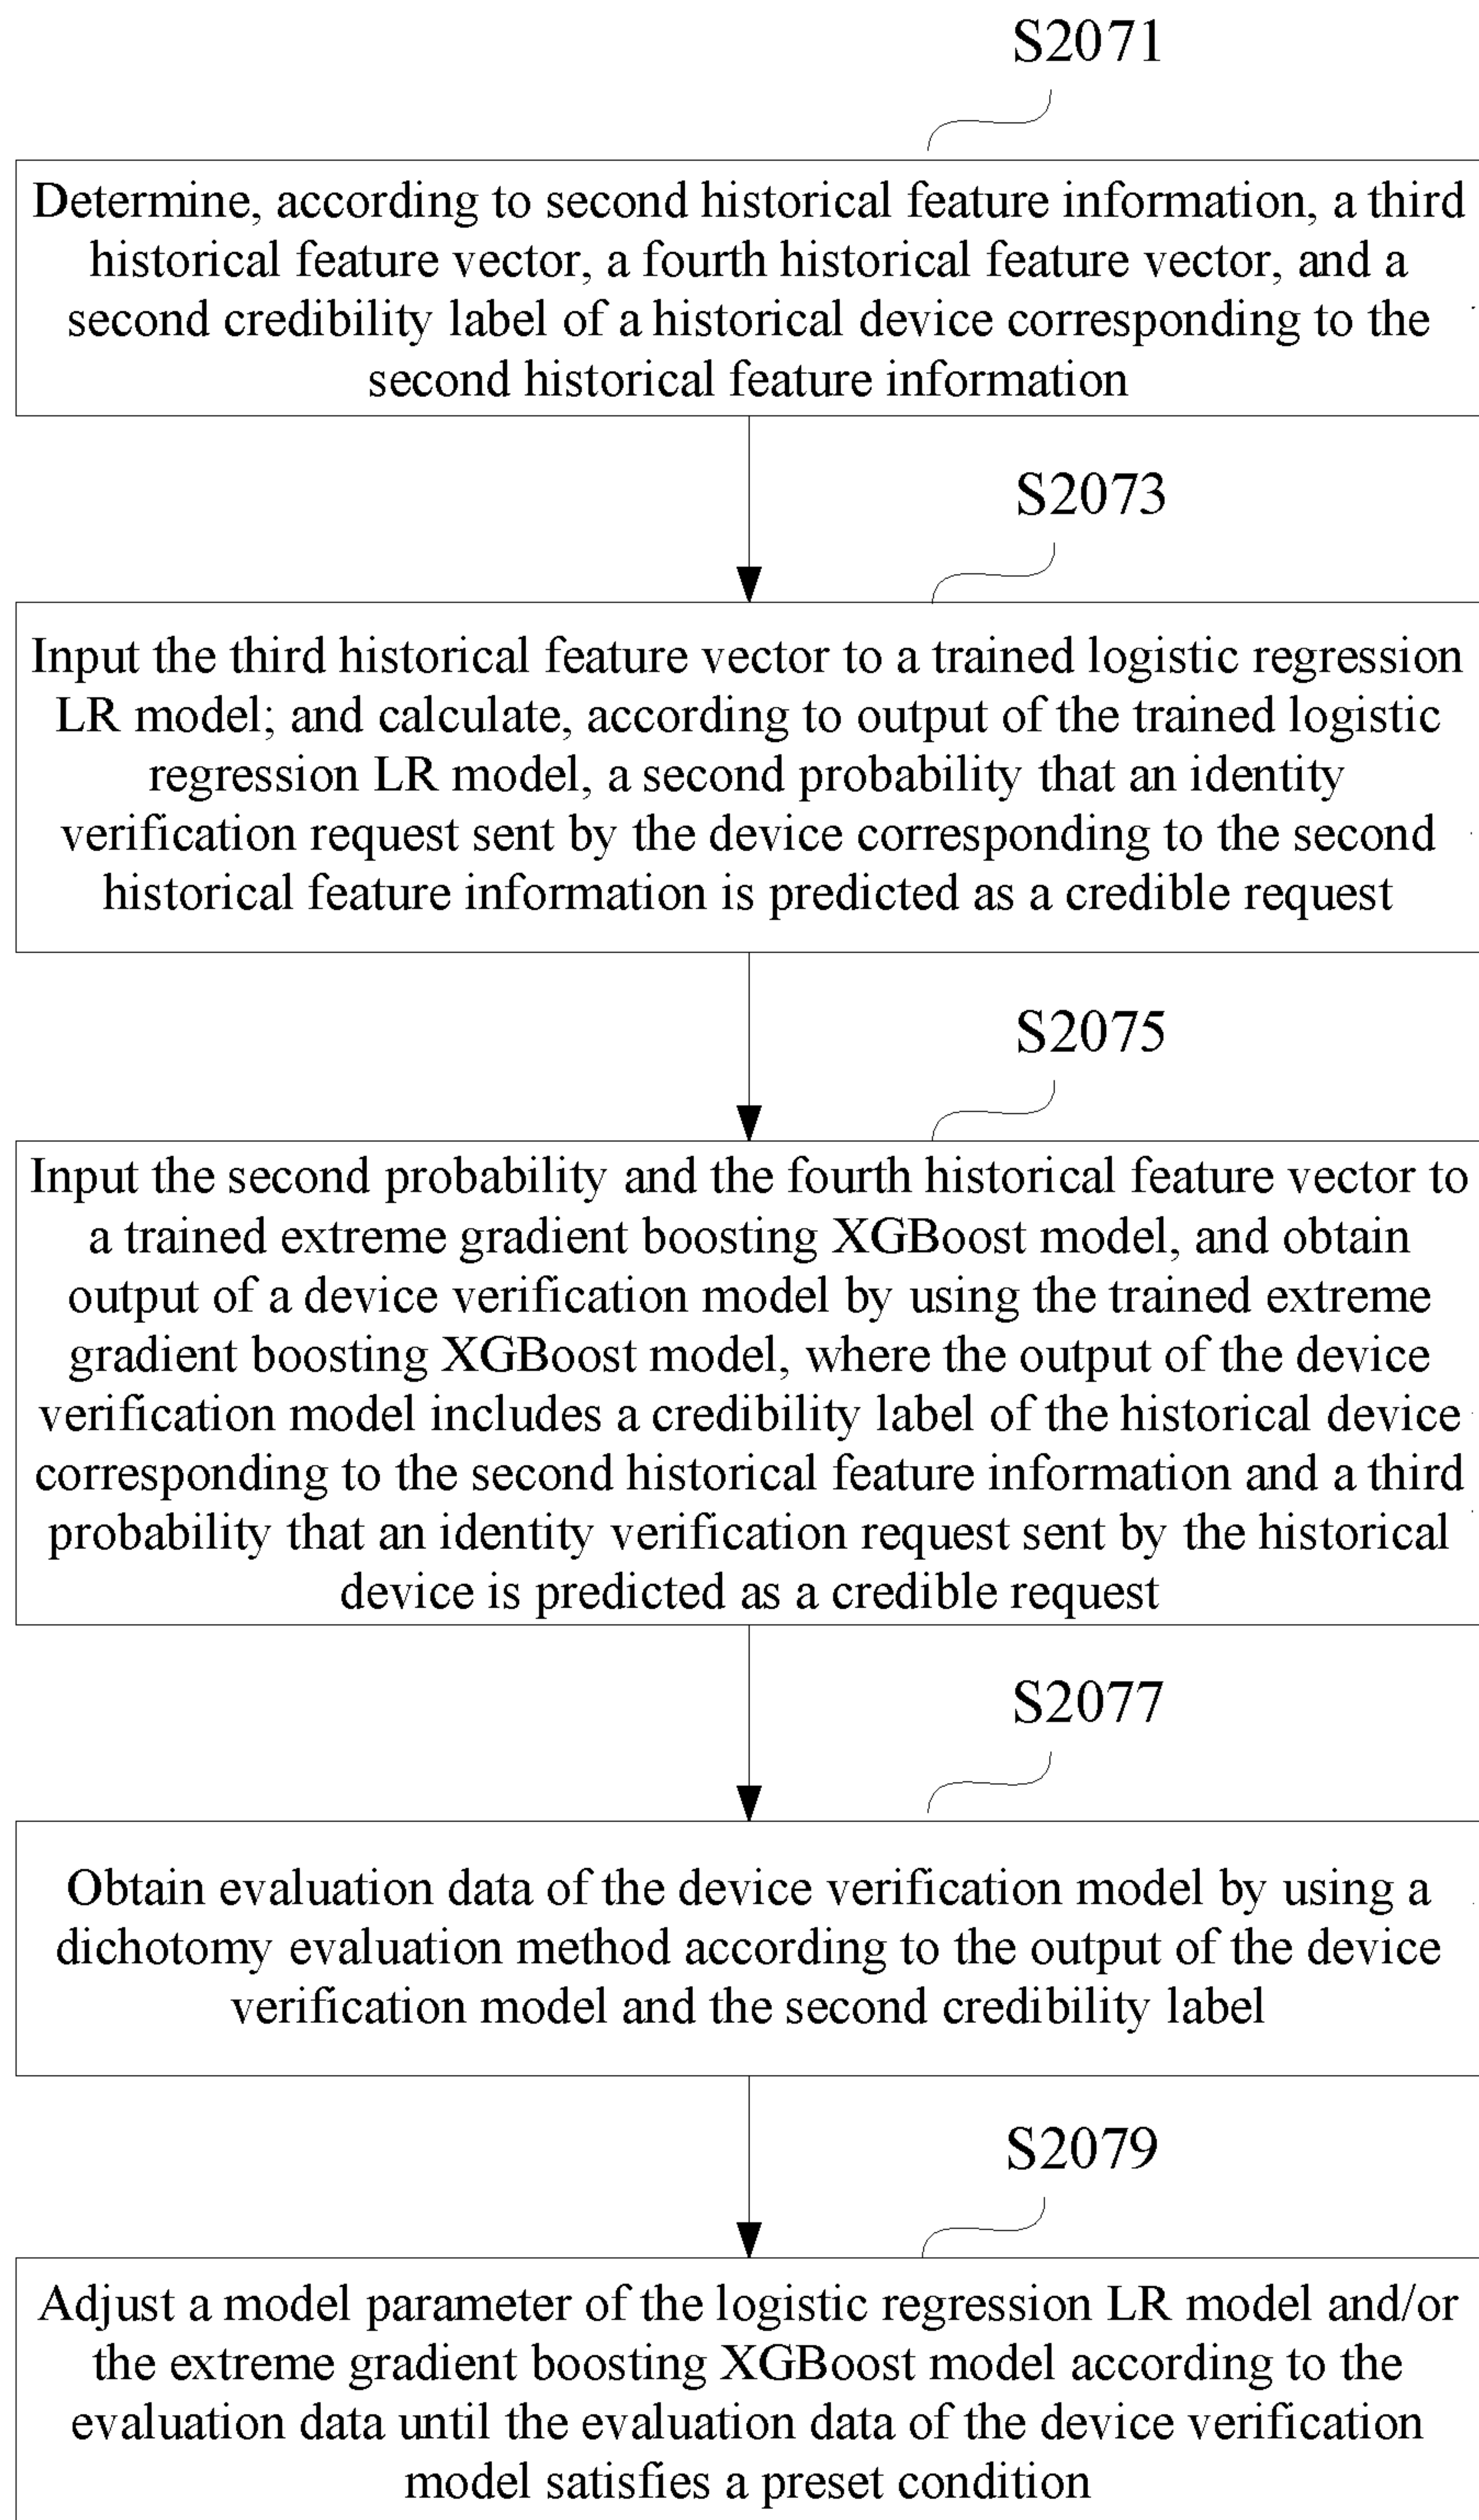 S2071
Determine, according to second historical feature information, a third
historical feature vector, a fourth historical feature vector, and a
second credibility label of a historical device corresponding to the
second historical feature information
S2073
Input the third historical feature vector to a trained logistic regression
LR model; and calculate, according to output of the trained logistic
regression LR model, a second probability that an identity
verification request sent by the device corresponding to the second
historical feature information is predicted as a credible request
S2075
Input the second probability and the fourth historical feature vector to
a trained extreme gradient boosting XGBoost model, and obtain
output of a device verification model by using the trained extreme
gradient boosting XGBoost model, where the output of the device
verification model includes a credibility label of the historical device
corresponding to the second historical feature information and a third
probability that an identity verification request sent by the historical
device is predicted as a credible request
S2077
Obtain evaluation data of the device verification model by using a
dichotomy evaluation method according to the output of the device
verification model and the second credibility label
S2079
Adjust a model parameter of the logistic regression LR model and/or
the extreme gradient boosting XGBoost model according to the
evaluation data until the evaluation data of the device verification
model satisfies a preset condition